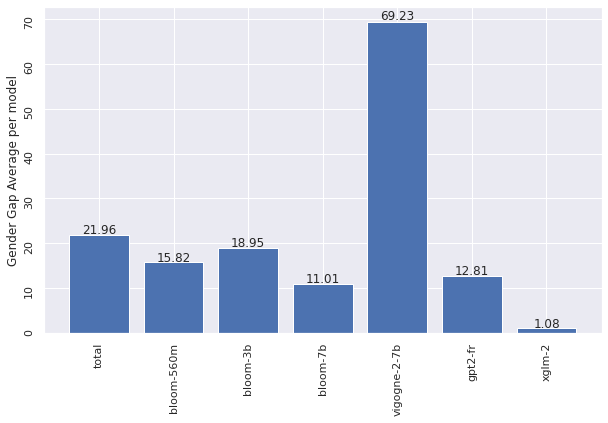 Gender Gap Average per model
70
60
50
40
30
20
10
0
21.96
15.82
18.95
11.01
69.23
12.81
1.08
total
bloom-560m
bloom-3b
bloom-7b
vigogne-2-7b
gpt2-fr
xglm-2